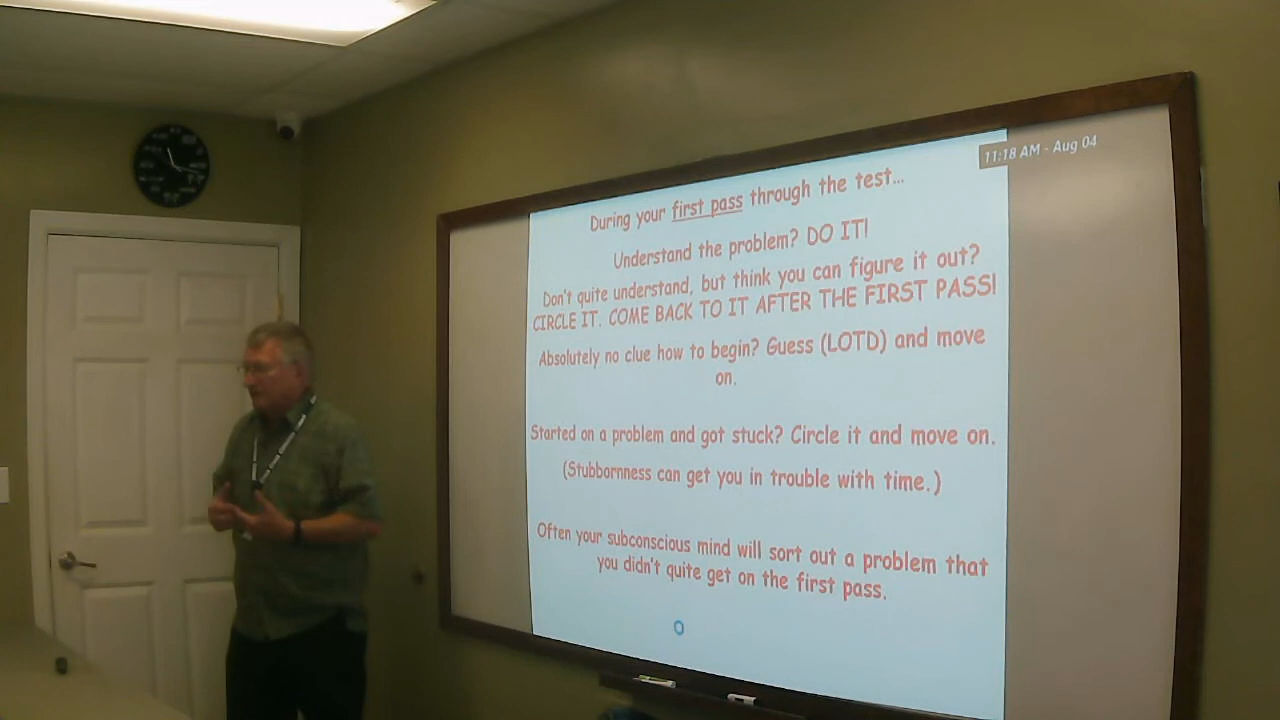 11:18 AM - Aug 04
During your first pass through the test...
Understand the problem? DO IT!
Don't quite understand, but think you can figure it out?
CIRCLE IT. COME BACK TO IT AFTER THE FIRST PASS!
Absolutely no clue how to begin? Guess (LOTD) and move
on.
Started on a problem and got stuck? Circle it and move on.
(Stubbornness can get you in trouble with time.)
Often your subconscious mind will sort out a problem that
you didn't quite get on the first pass.